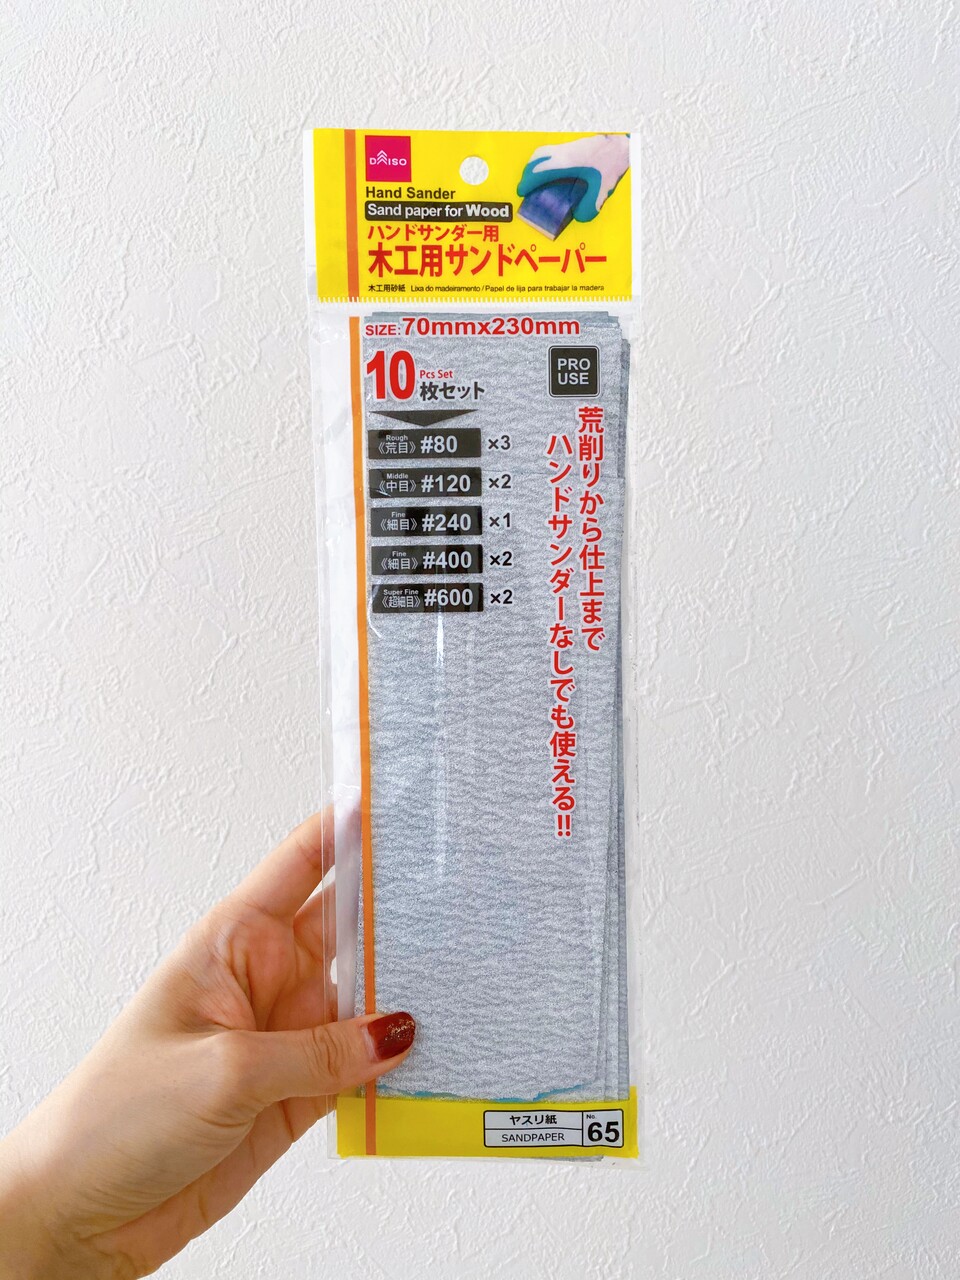 DAISO
Hand Sander
Sand paper for Wood
ハンドサンダー用
木工用サンドペーパー
木工用砂紙 Lixa do madeiramento / Papel de lija para trabajar la madera
SIZE:70mmx230mm
10 Pcs Set 枚セット
PRO USE
Rough 《荒目》 #80 ×3
Middle 《中目》 #120 ×2
Fine 《細目》 #240 ×1
Fine 《細目》 #400 ×2
Super Fine 《超細目》 #600 ×2
荒削りから仕上まで
ハンドサンダーなしでも使える!!
ヤスリ紙
SANDPAPER
No. 65